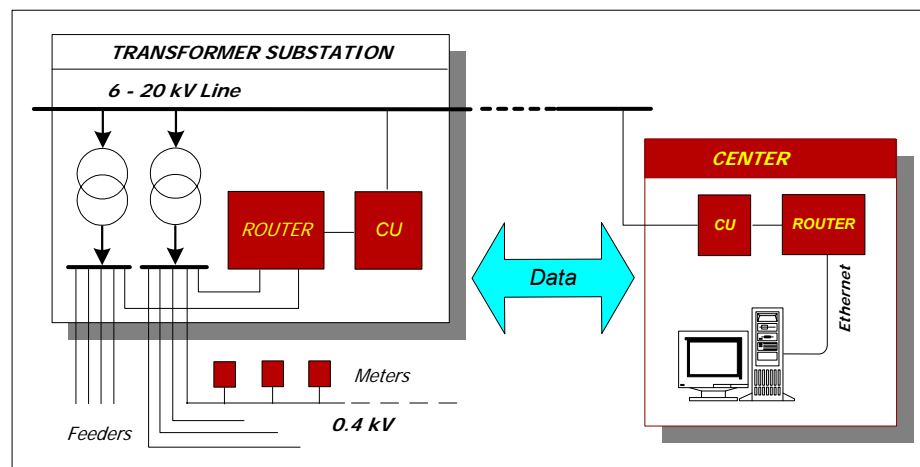 TRANSFORMER SUBSTATION
6 - 20 kV Line
CENTER
ROUTER
CU
CU
ROUTER
Data
Ethernet
Meters
0.4 kV
Feeders